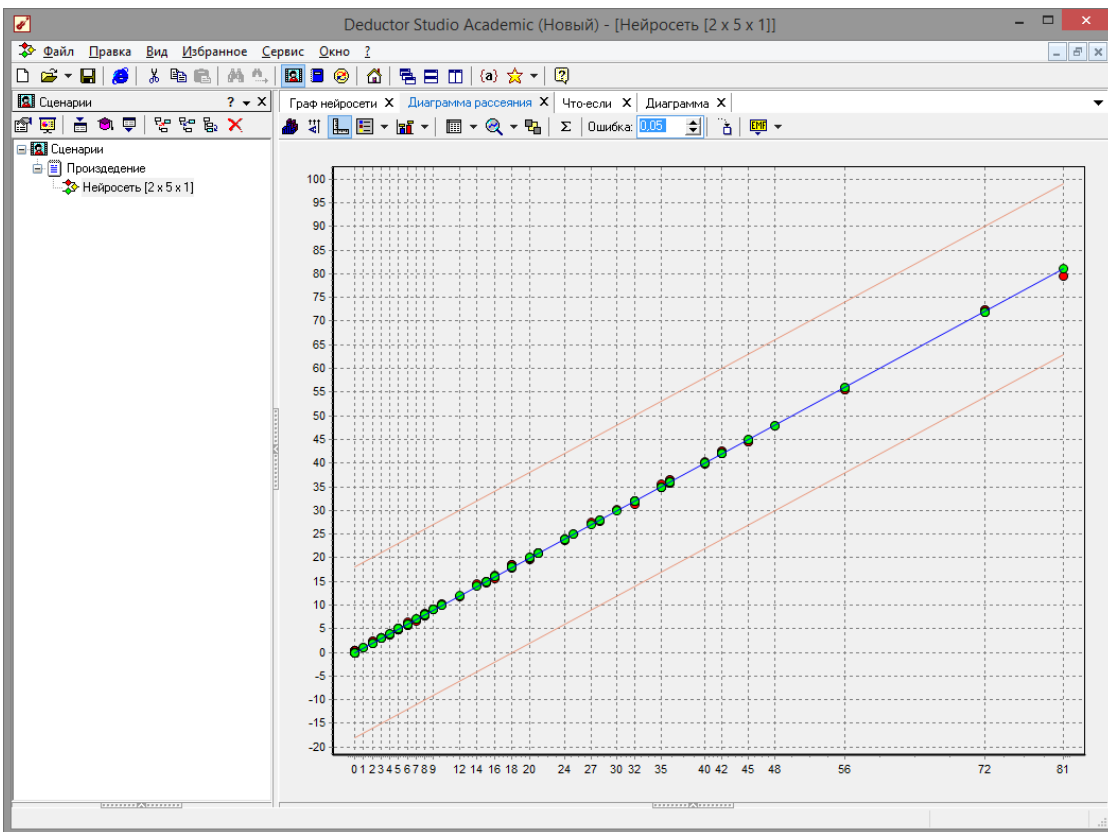 Deductor Studio Academic (Новый) - [Нейросеть [2 x 5 x 1]]
Файл Правка Вид Избранное Сервис Окно ?
Сценарии
Граф нейросети X Диаграмма рассеяния X Что-если X Диаграмма X
Σ Ошибка: 0,05 EMF
Сценарии
Произдедение
Нейросеть [2 x 5 x 1]
100
95
90
85
80
75
70
65
60
55
50
45
40
35
30
25
20
15
10
5
0
-5
-10
-15
-20
0 1 2 3 4 5 6 7 8 9 12 14 16 18 20 24 27 30 32 35 40 42 45 48 56 72 81